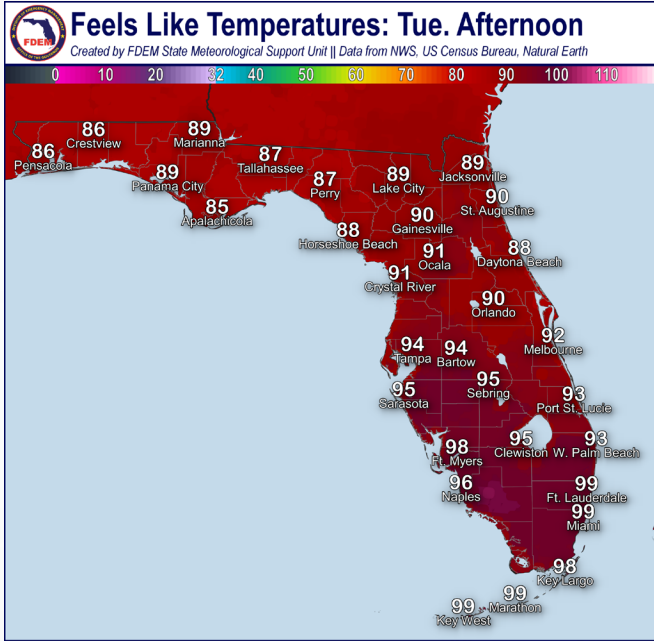 Feels Like Temperatures: Tue. Afternoon
Created by FDEM State Meteorological Support Unit || Data from NWS, US Census Bureau, Natural Earth
FDEM
0 10 20 32 40 50 60 70 80 90 100 110
86
Crestview
89
Marianna
86
Pensacola
89
Panama City
87
Tallahassee
85
Apalachicola
87
Perry
89
Lake City
89
Jacksonville
90
St. Augustine
90
Gainesville
88
Horseshoe Beach
91
Ocala
88
Daytona Beach
91
Crystal River
90
Orlando
92
Melbourne
94
Tampa
94
Bartow
95
Sarasota
95
Sebring
93
Port St. Lucie
98
Ft. Myers
95
Clewiston
93
W. Palm Beach
96
Naples
99
Ft. Lauderdale
99
Miami
98
Key Largo
99
Marathon
99
Key West